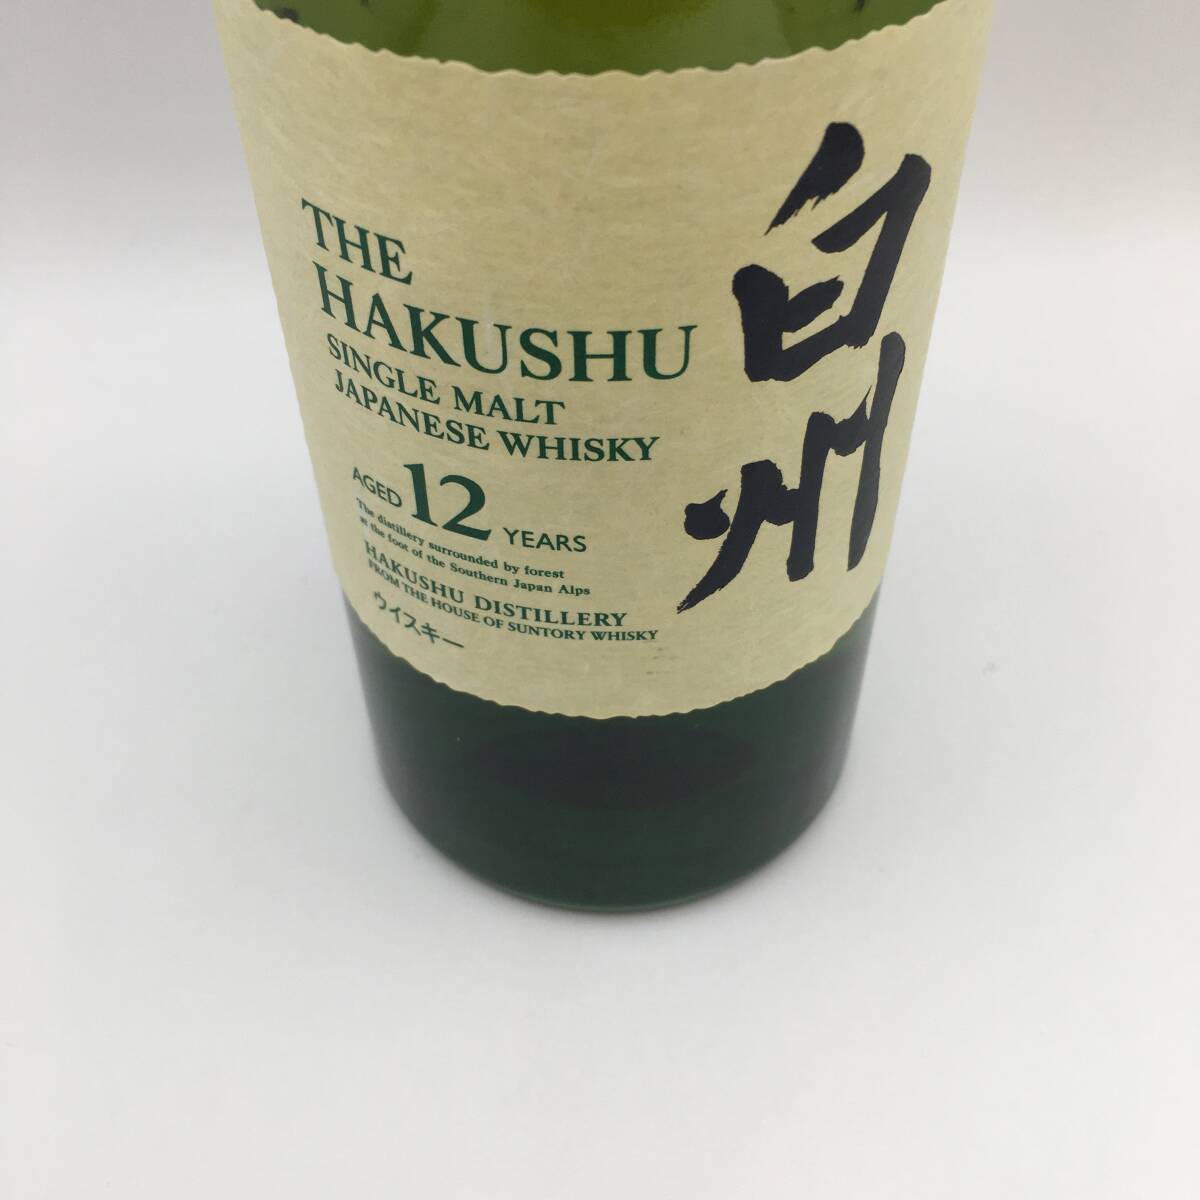 THE
HAKUSHU
SINGLE MALT
JAPANESE WHISKY
AGED 12 YEARS
The distillery surrounded by forest
at the foot of the Southern Japan Alps
HAKUSHU DISTILLERY
FROM THE HOUSE OF SUNTORY WHISKY
ウイスキー
白州